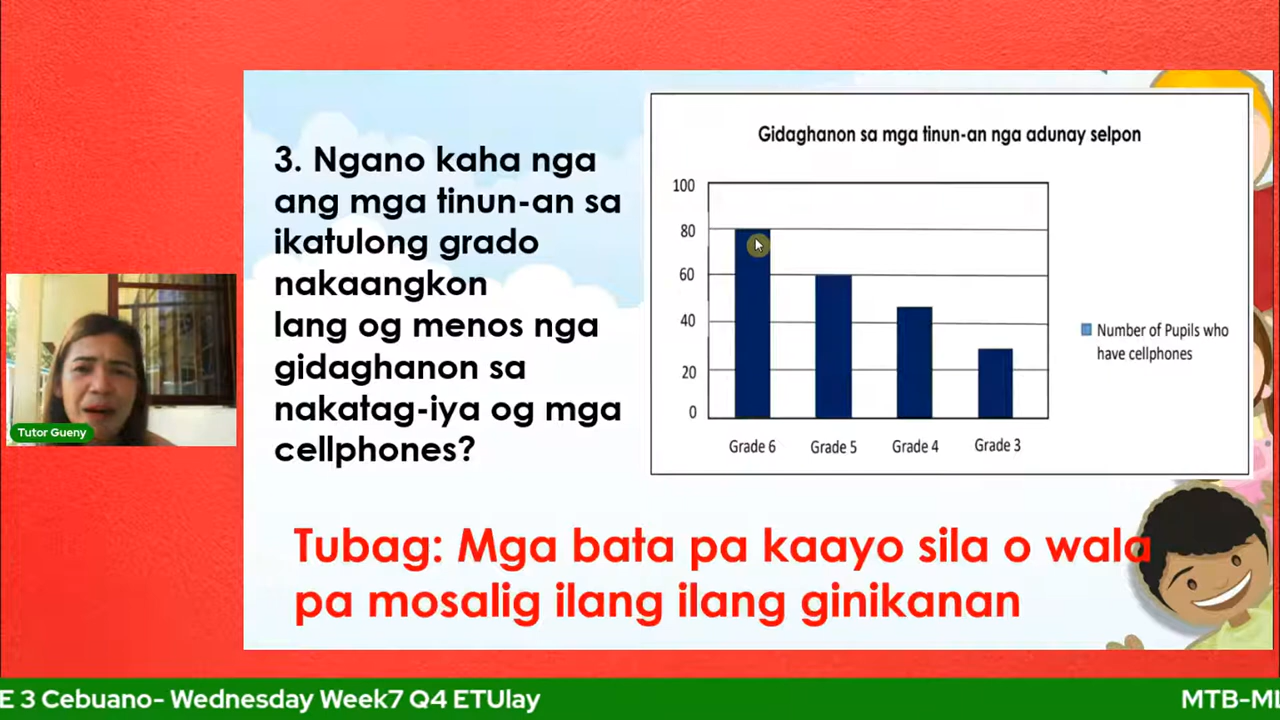 3. Ngano kaha nga
ang mga tinun-an sa
ikatulong grado
nakaangkon
lang og menos nga
gidaghanon sa
nakatag-iya og mga
cellphones?
Gidaghanon sa mga tinun-an nga adunay selpon
100
80
60
40
20
0
Grade 6 Grade 5 Grade 4 Grade 3
Number of Pupils who
have cellphones
Tubag: Mga bata pa kaayo sila o wala
pa mosalig ilang ilang ginikanan
Tutor Gueny
E 3 Cebuano- Wednesday Week7 Q4 ETUlay
MTB-ML